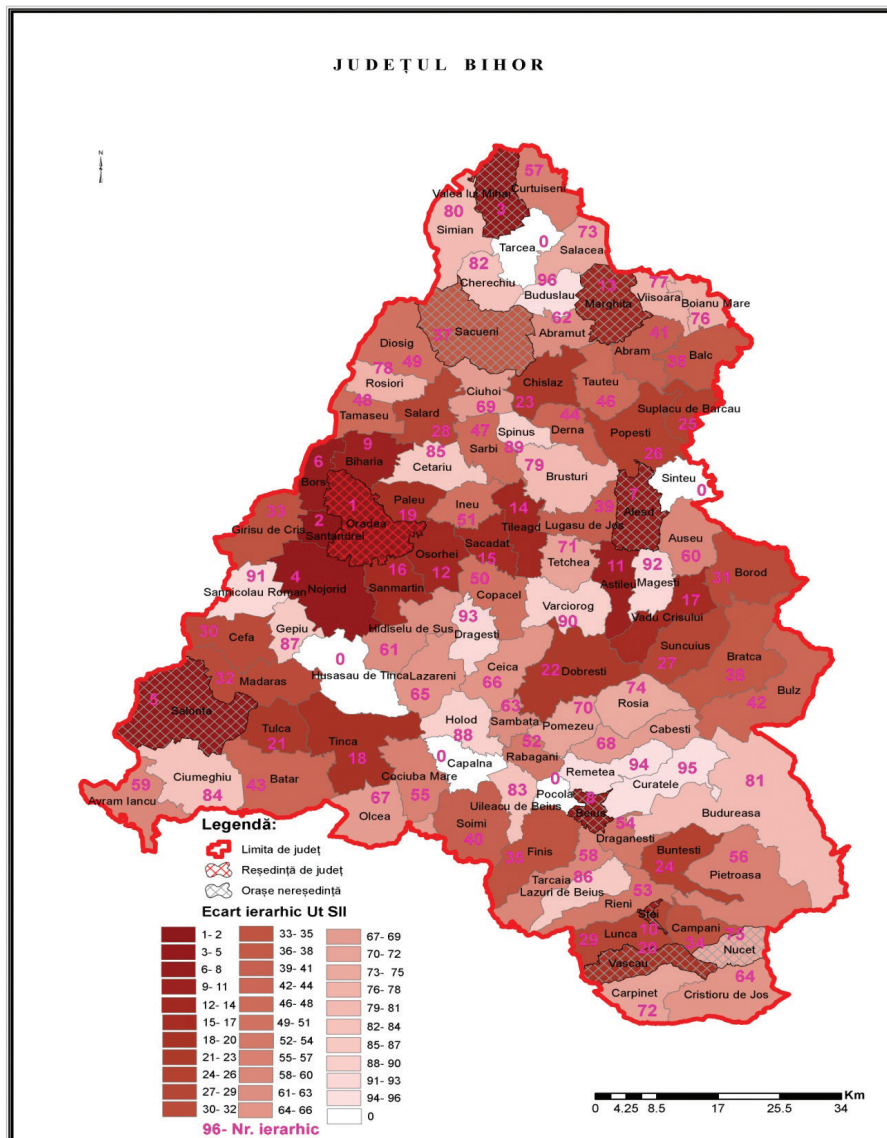 JUDEȚUL BIHOR
57
Valea lui Mihai Curtuiseni
80 3
Simian
Tarcea 0 73
Salacea
82
Cherechiu 96
Buduslau 13 77
Marghita Viisoara
Boianu Mare
62 76
Sacueni Abramut 41
37
Diosig Abram 38 Balc
49
78
Rosiori Ciuhoi Chislaz Tauteu
48 69 23 46 Suplacu de Barcau
Tamaseu Salard 44 25
28 47 Spinus Derna Popesti
9 85 Sarbi 89 26
6 Biharia Cetariu 79 Sinteu
Bors Brusturi 7 0
1 Paleu Ineu 14 39 Alesd
Girisu de Cris 2 Oradea 19 51 Tileagd Lugasu de Jos
Santandrei Sacadat 71 Auseu
Osorhei 15 Tetchea 11 92 60
91 4 16 12 50 Astileu Magesti 31 Borod
Sannicolau Roman Nojorid Sanmartin Copacel 17
Gepiu Hidiselu de Sus 93 Varciorog Vadu Crisului
30 Cefa 87 61 Dragesti 90
0 Suncuius Bratca
32 Madaras Husasau de Tinca Lazareni Ceica 22 Dobresti 27 28
5 65 66 74 Bulz
Salonta 63 70 Rosia 42
Tulca Holod Sambata Pomezeu Cabesti
21 Tinca 88 52 68
0 Rabagani
18 Capalna 0 Remetea 94 95 81
Ciumeghiu Cociuba Mare 83 Pocola Curatele
59 84 43 Batar 67 55 Uileacu de Beius 8 Budureasa
Avram Iancu Olcea Beius
Soimi 54
40 Draganesti
Finis 58 Buntesti 56
Tarcaia 86 24 Pietroasa
Lazuri de Beius 53
Rieni
Stei
Lunca 10 Campani
29 20 34 Nucet
Vascau
64
Carpinet Cristioru de Jos
72
Legendă:
Limita de județ
Reședință de județ
Orașe nereședință
Ecart ierarhic Ut SII
1- 2 33- 35 67- 69
3- 5 36- 38 70- 72
6- 8 39- 41 73- 75
9- 11 42- 44 76- 78
12- 14 46- 48 79- 81
15- 17 49- 51 82- 84
18- 20 52- 54 85- 87
21- 23 55- 57 88- 90
24- 26 58- 60 91- 93
27- 29 61- 63 94- 96
30- 32 64- 66 0
96- Nr. ierarhic
Km
0 4.25 8.5 17 25.5 34